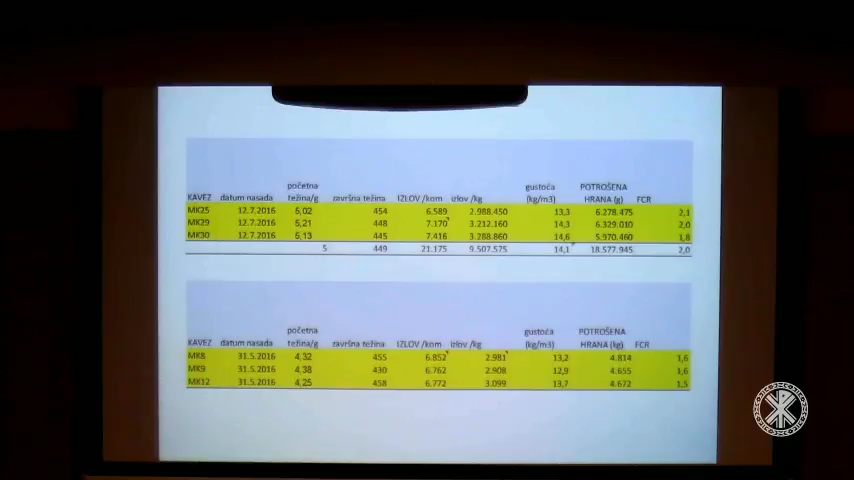 početna gustoća POTROŠENA
KAVEZ datum nasada težina/g završna težina IZLOV /kom izlov /kg (kg/m3) HRANA (g) FCR
MK25 12.7.2016 5,02 454 6.589 2.988.450 13,3 6.278.475 2,1
MK29 12.7.2016 5,21 448 7.170 3.212.160 14,3 6.329.010 2,0
MK30 12.7.2016 5,13 445 7.416 3.288.860 14,6 5.970.460 1,8
5 449 21.175 9.507.575 14,1 18.577.945 2,0
početna gustoća POTROŠENA
KAVEZ datum nasada težina/g završna težina IZLOV /kom izlov /kg (kg/m3) HRANA (kg) FCR
MK8 31.5.2016 4,32 455 6.852 2.981 13,2 4.814 1,6
MK9 31.5.2016 4,38 430 6.762 2.908 12,9 4.655 1,6
MK12 31.5.2016 4,25 458 6.772 3.099 13,7 4.672 1,5